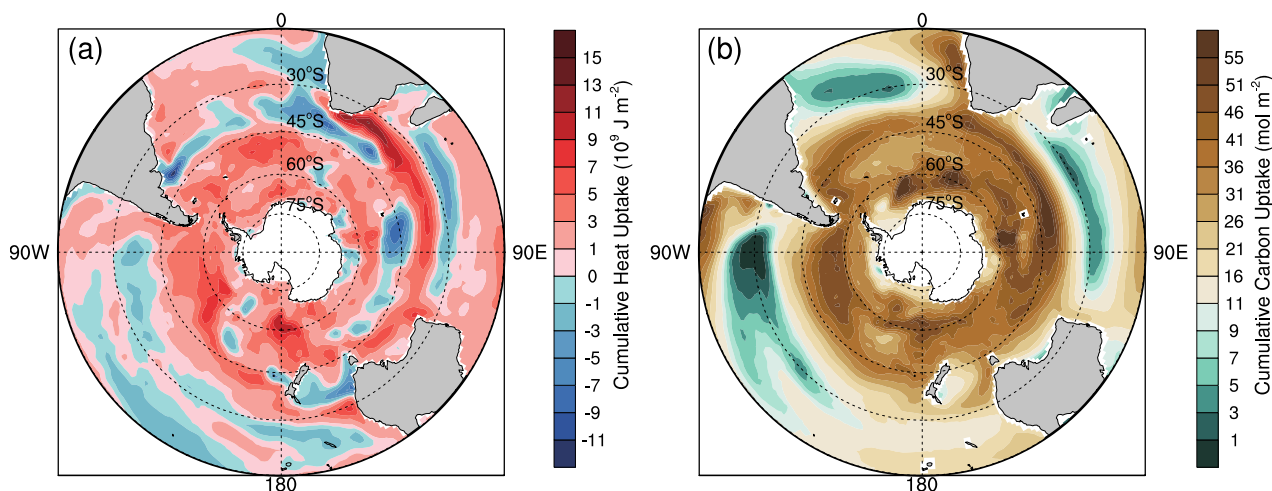 (a)
0
30°S
45°S
60°S
75°S
90W
90E
180
15
13
11
9
7
5
3
1
0
-1
-3
-5
-7
-9
-11
Cumulative Heat Uptake (10⁹ J m⁻²)
(b)
0
30°S
45°S
60°S
75°S
90W
90E
180
55
51
46
41
36
31
26
21
16
11
9
7
5
3
1
Cumulative Carbon Uptake (mol m⁻²)